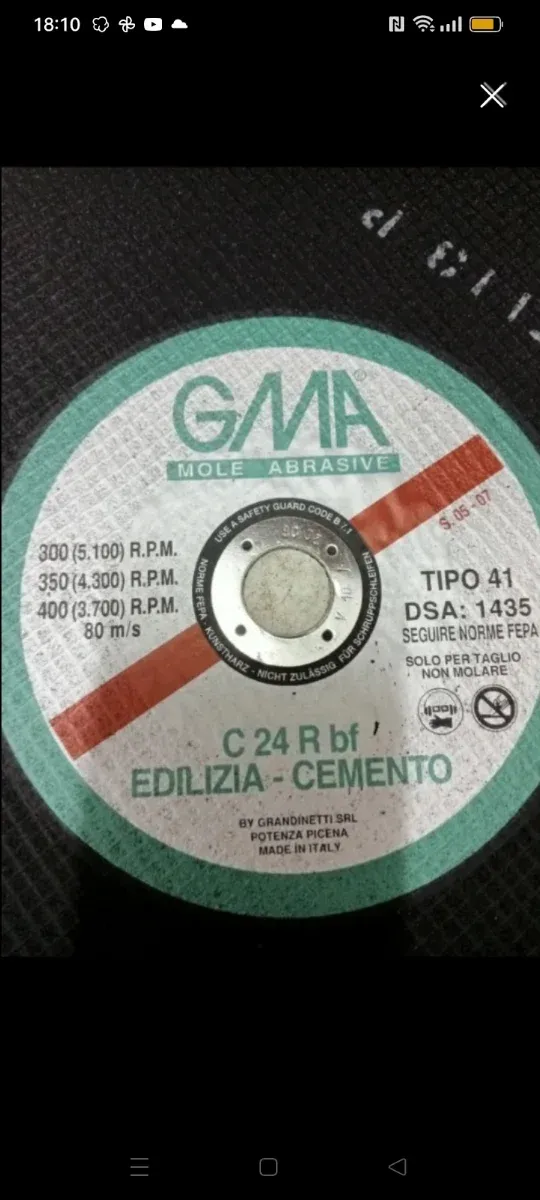 18:10
GMA®
MOLE ABRASIVE
S. 05 - 07
USE A SAFETY GUARD CODE B 7.1
NORME FEPA - KUNSTHARZ - NICHT ZULÄSSIG FÜR SCHRUPPSCHLEIFEN
300 (5.100) R.P.M.
350 (4.300) R.P.M.
400 (3.700) R.P.M.
80 m/s
TIPO 41
DSA: 1435
SEGUIRE NORME FEPA
SOLO PER TAGLIO
NON MOLARE
C 24 R bf
EDILIZIA - CEMENTO
BY GRANDINETTI SRL
POTENZA PICENA
MADE IN ITALY